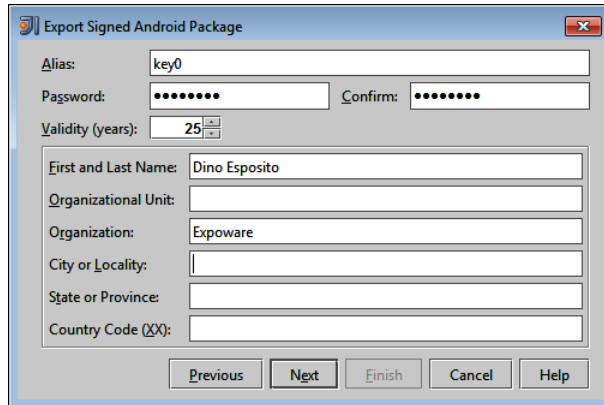 Export Signed Android Package
Alias: key0
Password: •••••••• Confirm: ••••••••
Validity (years): 25
First and Last Name: Dino Esposito
Organizational Unit:
Organization: Expoware
City or Locality:
State or Province:
Country Code (XX):
Previous Next Finish Cancel Help